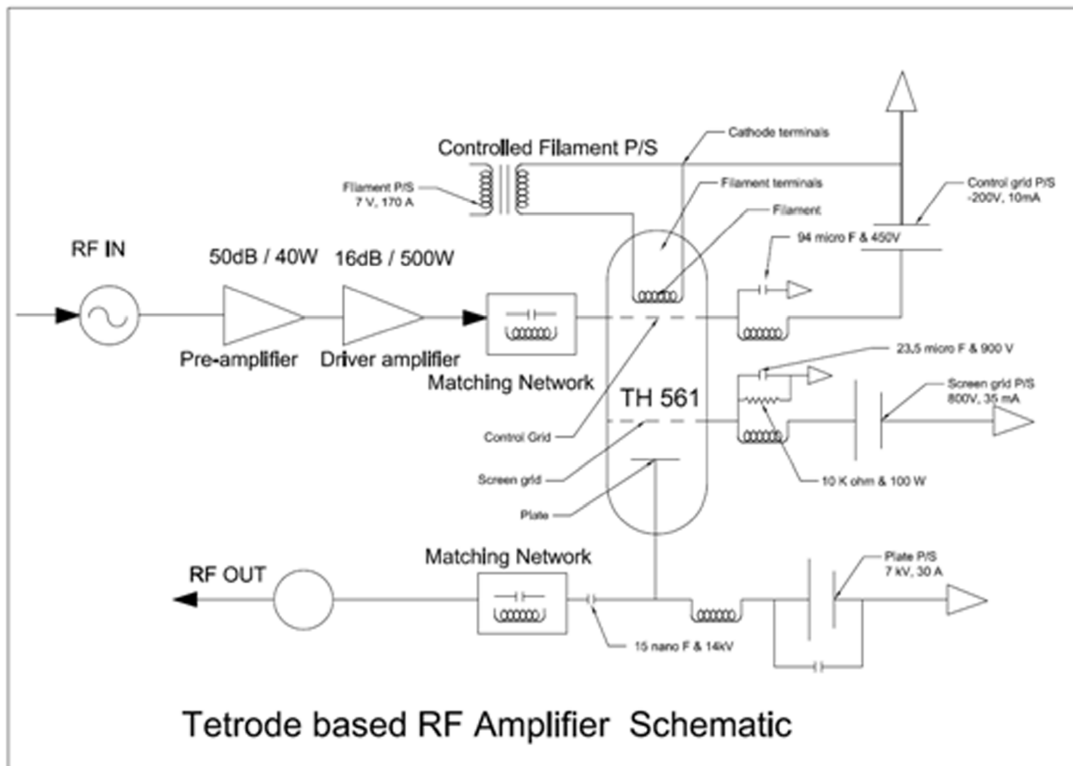 Controlled Filament P/S
Cathode terminals
Filament P/S
7 V, 170 A
Filament terminals
Control grid P/S
-200V, 10mA
Filament
94 micro F & 450V
RF IN
50dB / 40W
16dB / 500W
Pre-amplifier
Driver amplifier
Matching Network
23,5 micro F & 900 V
TH 561
Screen grid P/S
800V, 35 mA
Control Grid
Screen grid
10 K ohm & 100 W
Plate
Matching Network
Plate P/S
7 kV, 30 A
RF OUT
15 nano F & 14kV
Tetrode based RF Amplifier Schematic